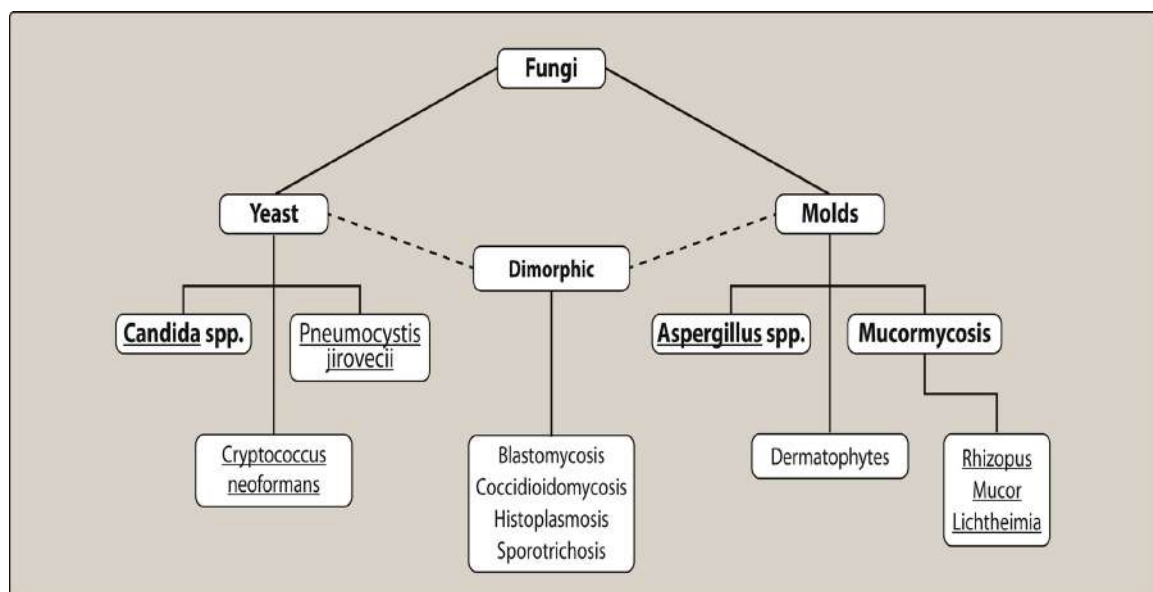 Fungi
Yeast
Molds
Dimorphic
Candida spp.
Pneumocystis
jirovecii
Aspergillus spp.
Mucormycosis
Cryptococcus
neoformans
Blastomycosis
Coccidioidomycosis
Histoplasmosis
Sporotrichosis
Dermatophytes
Rhizopus
Mucor
Lichtheimia